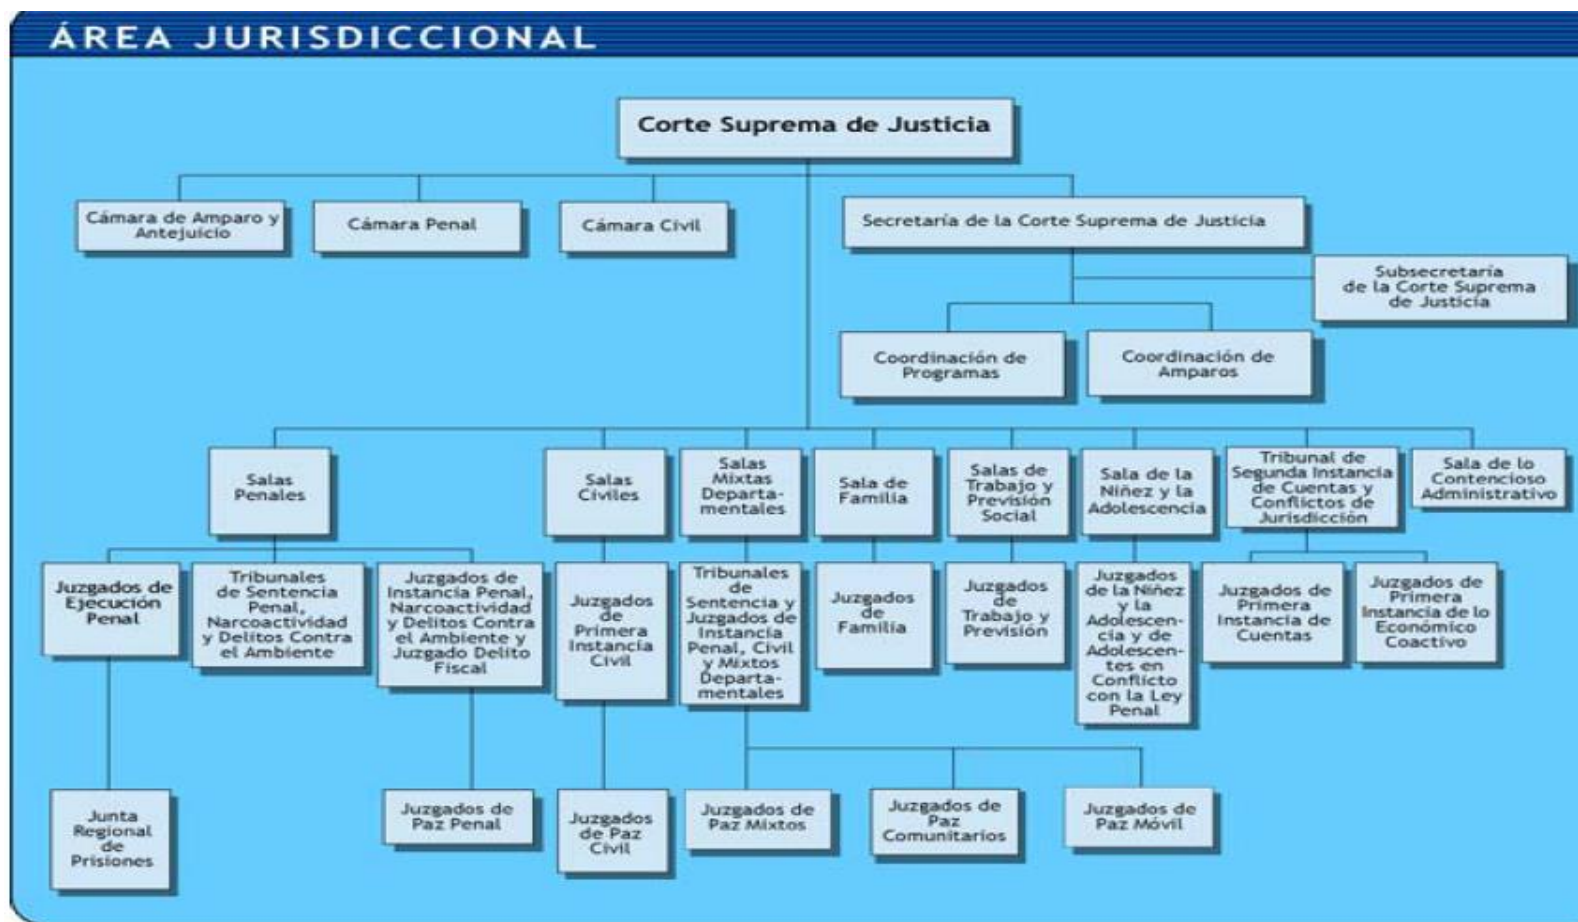 ÁREA JURISDICCIONAL
Corte Suprema de Justicia
Cámara de Amparo y
Antejuicio
Cámara Penal
Cámara Civil
Secretaría de la Corte Suprema de Justicia
Subsecretaría
de la Corte Suprema
de Justicia
Coordinación de
Programas
Coordinación de
Amparos
Salas
Penales
Salas
Civiles
Salas
Mixtas
Departa-
mentales
Sala de
Familia
Salas de
Trabajo y
Previsión
Social
Sala de la
Niñez y la
Adolescencia
Tribunal de
Segunda Instancia
de Cuentas y
Conflictos de
Jurisdicción
Sala de lo
Contencioso
Administrativo
Juzgados de
Ejecución
Penal
Tribunales
de Sentencia
Penal,
Narcoactividad
y Delitos Contra
el Ambiente
Juzgados de
Instancia Penal,
Narcoactividad
y Delitos Contra
el Ambiente y
Juzgado Delito
Fiscal
Juzgados
de
Primera
Instancia
Civil
Tribunales
de
Sentencia y
Juzgados de
Instancia
Penal, Civil
y Mixtos
Departa-
mentales
Juzgados
de
Familia
Juzgados
de
Trabajo y
Previsión
Juzgados
de la Niñez
y la
Adolescen-
cia y de
Adolescen-
tes en
Conflicto
con la Ley
Penal
Juzgados de
Primera
Instancia de
Cuentas
Juzgados de
Primera
Instancia de lo
Económico
Coactivo
Junta
Regional
de
Prisiones
Juzgados de
Paz Penal
Juzgados
de Paz
Civil
Juzgados de
Paz Mixtos
Juzgados de
Paz
Comunitarios
Juzgados de
Paz Móvil